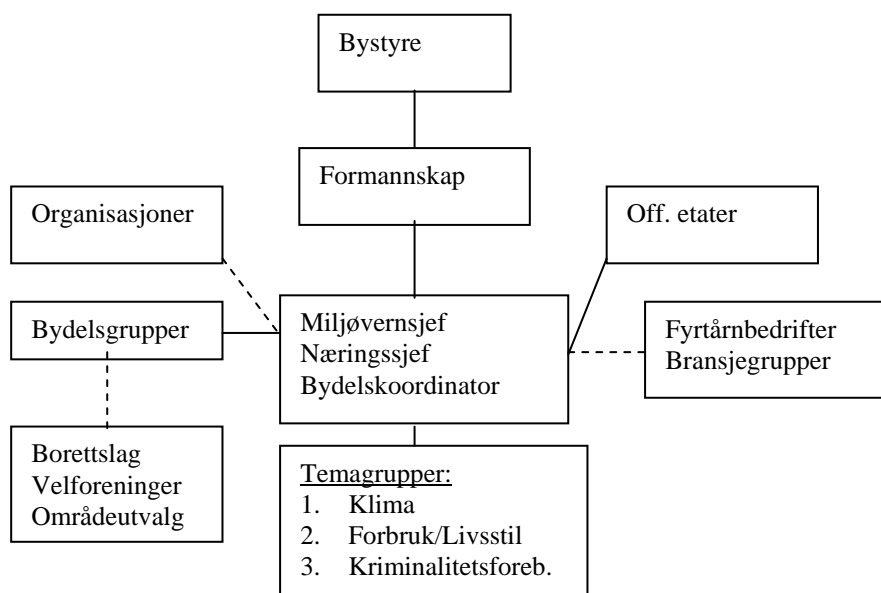 Bystyre
Formannskap
Organisasjoner
Off. etater
Bydelsgrupper
Miljøvernsjef
Næringssjef
Bydelskoordinator
Fyrtårnbedrifter
Bransjegrupper
Borettslag
Velforeninger
Områdeutvalg
Temagrupper:
1. Klima
2. Forbruk/Livsstil
3. Kriminalitetsforeb.